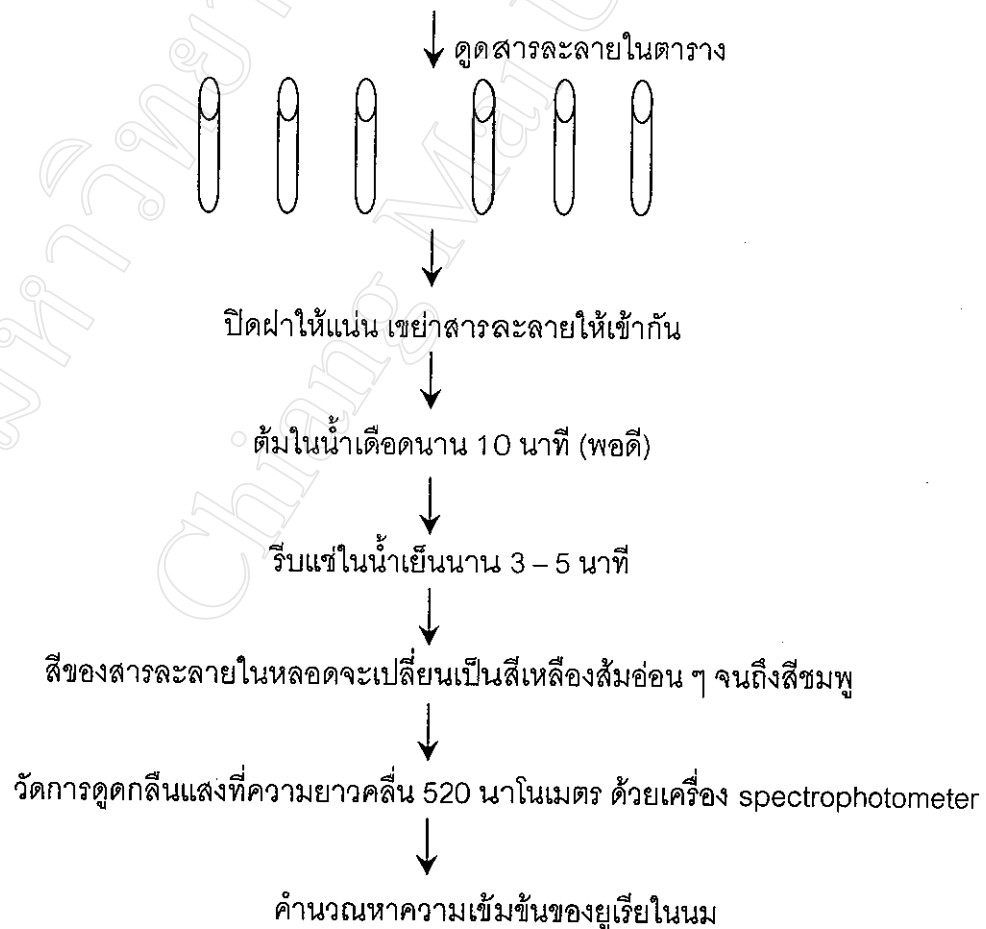 ดูดสารละลายในตาราง
ปิดฝาให้แน่น เขย่าสารละลายให้เข้ากัน
ต้มในน้ำเดือดนาน 10 นาที (พอดี)
รีบแช่ในน้ำเย็นนาน 3 – 5 นาที
สีของสารละลายในหลอดจะเปลี่ยนเป็นสีเหลืองส้มอ่อน ๆ จนถึงสีชมพู
วัดการดูดกลืนแสงที่ความยาวคลื่น 520 นาโนเมตร ด้วยเครื่อง spectrophotometer
คำนวณหาความเข้มข้นของยูเรียในนม
Chiang Mai U